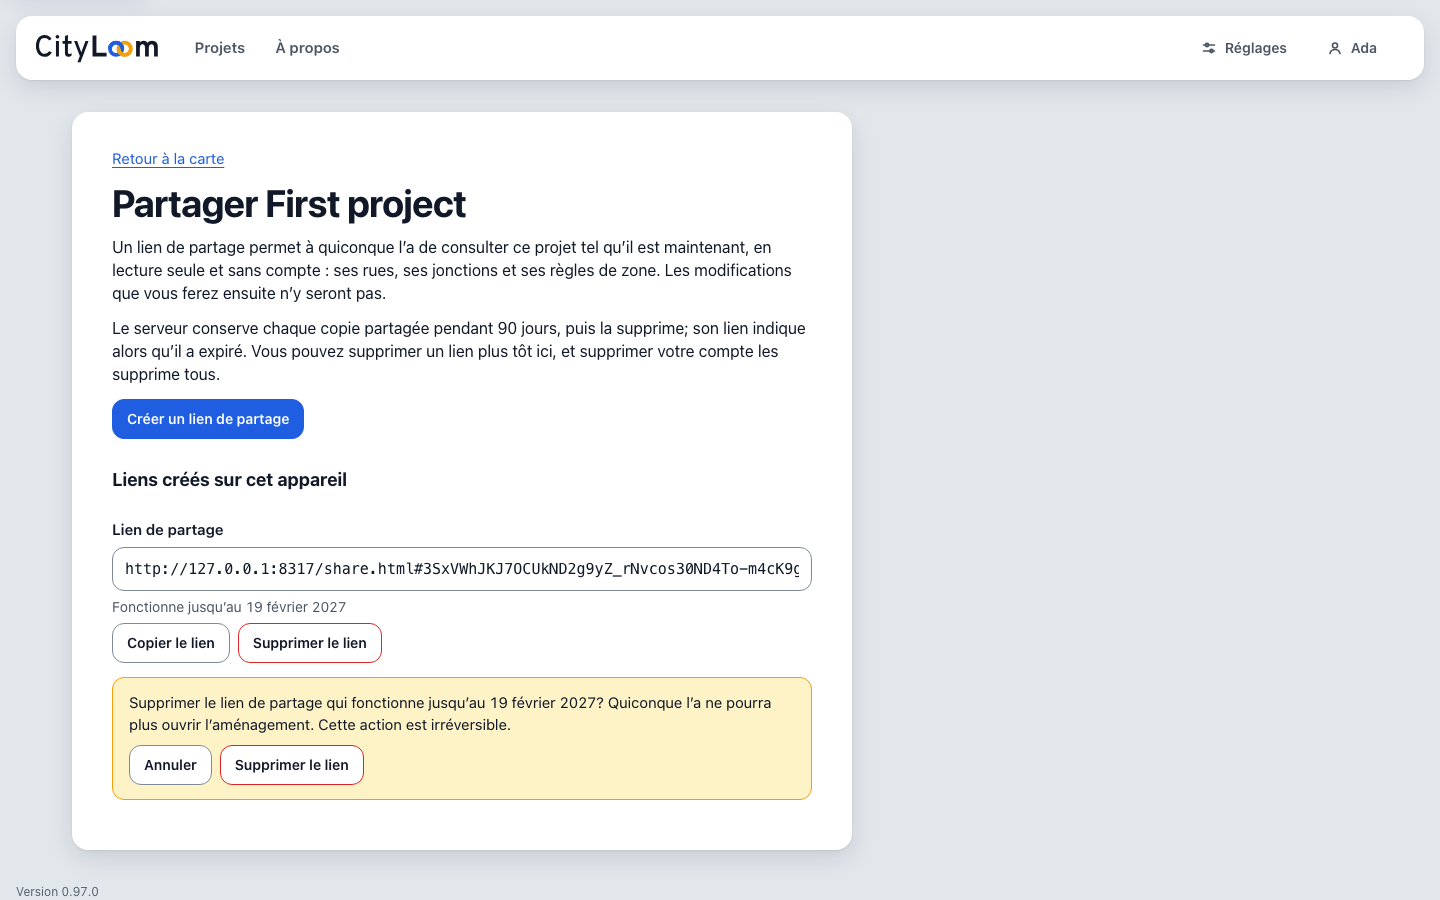 CityLoom
Projets
À propos
Réglages
Ada
Retour à la carte
Partager First project
Un lien de partage permet à quiconque l’a de consulter ce projet tel qu’il est maintenant, en
lecture seule et sans compte : ses rues, ses jonctions et ses règles de zone. Les modifications
que vous ferez ensuite n’y seront pas.
Le serveur conserve chaque copie partagée pendant 90 jours, puis la supprime; son lien indique
alors qu’il a expiré. Vous pouvez supprimer un lien plus tôt ici, et supprimer votre compte les
supprime tous.
Créer un lien de partage
Liens créés sur cet appareil
Lien de partage
http://127.0.0.1:8317/share.html#3SxVWhJKJ7OCUkND2g9yZ_rNvcos30ND4To-m4cK9g
Fonctionne jusqu’au 19 février 2027
Copier le lien
Supprimer le lien
Supprimer le lien de partage qui fonctionne jusqu’au 19 février 2027? Quiconque l’a ne pourra
plus ouvrir l’aménagement. Cette action est irréversible.
Annuler
Supprimer le lien
Version 0.97.0